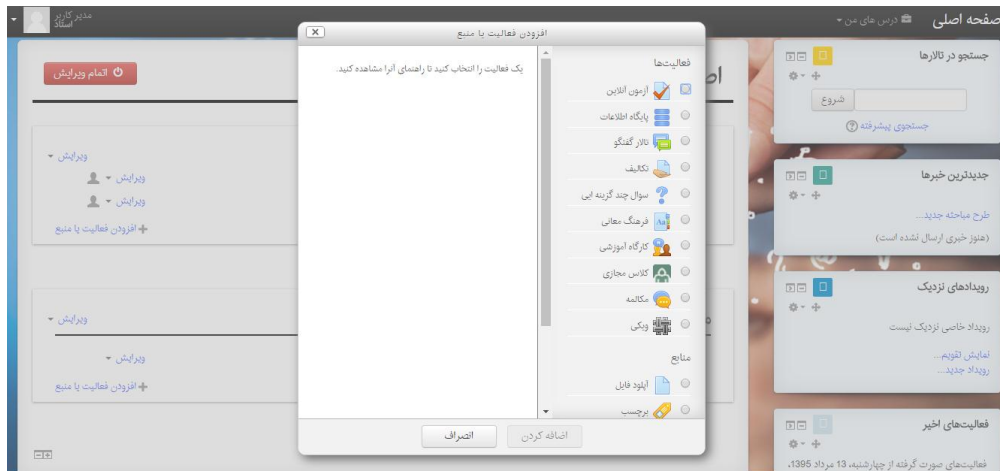 صفحه اصلی
درس های من
مدیر کاربر
استاد
جستجو در تالارها
شروع
جستجوی پیشرفته
جدیدترین خبرها
طرح مباحثه جدید...
(هنوز خبری ارسال نشده است)
رویدادهای نزدیک
رویداد خاصی نزدیک نیست
نمایش تقویم...
رویداد جدید...
فعالیت‌های اخیر
فعالیت‌های صورت گرفته از چهارشنبه، 13 مرداد 1395،
افزودن فعالیت یا منبع
فعالیت‌ها
آزمون آنلاین
پایگاه اطلاعات
تالار گفتگو
تکالیف
سوال چند گزینه ایی
فرهنگ معانی
کارگاه آموزشی
کلاس مجازی
مکالمه
ویکی
منابع
آپلود فایل
برچسب
یک فعالیت را انتخاب کنید تا راهنمای آنرا مشاهده کنید.
اضافه کردن
انصراف
اتمام ویرایش
ویرایش
ویرایش
ویرایش
افزودن فعالیت یا منبع
ویرایش
ویرایش
افزودن فعالیت یا منبع